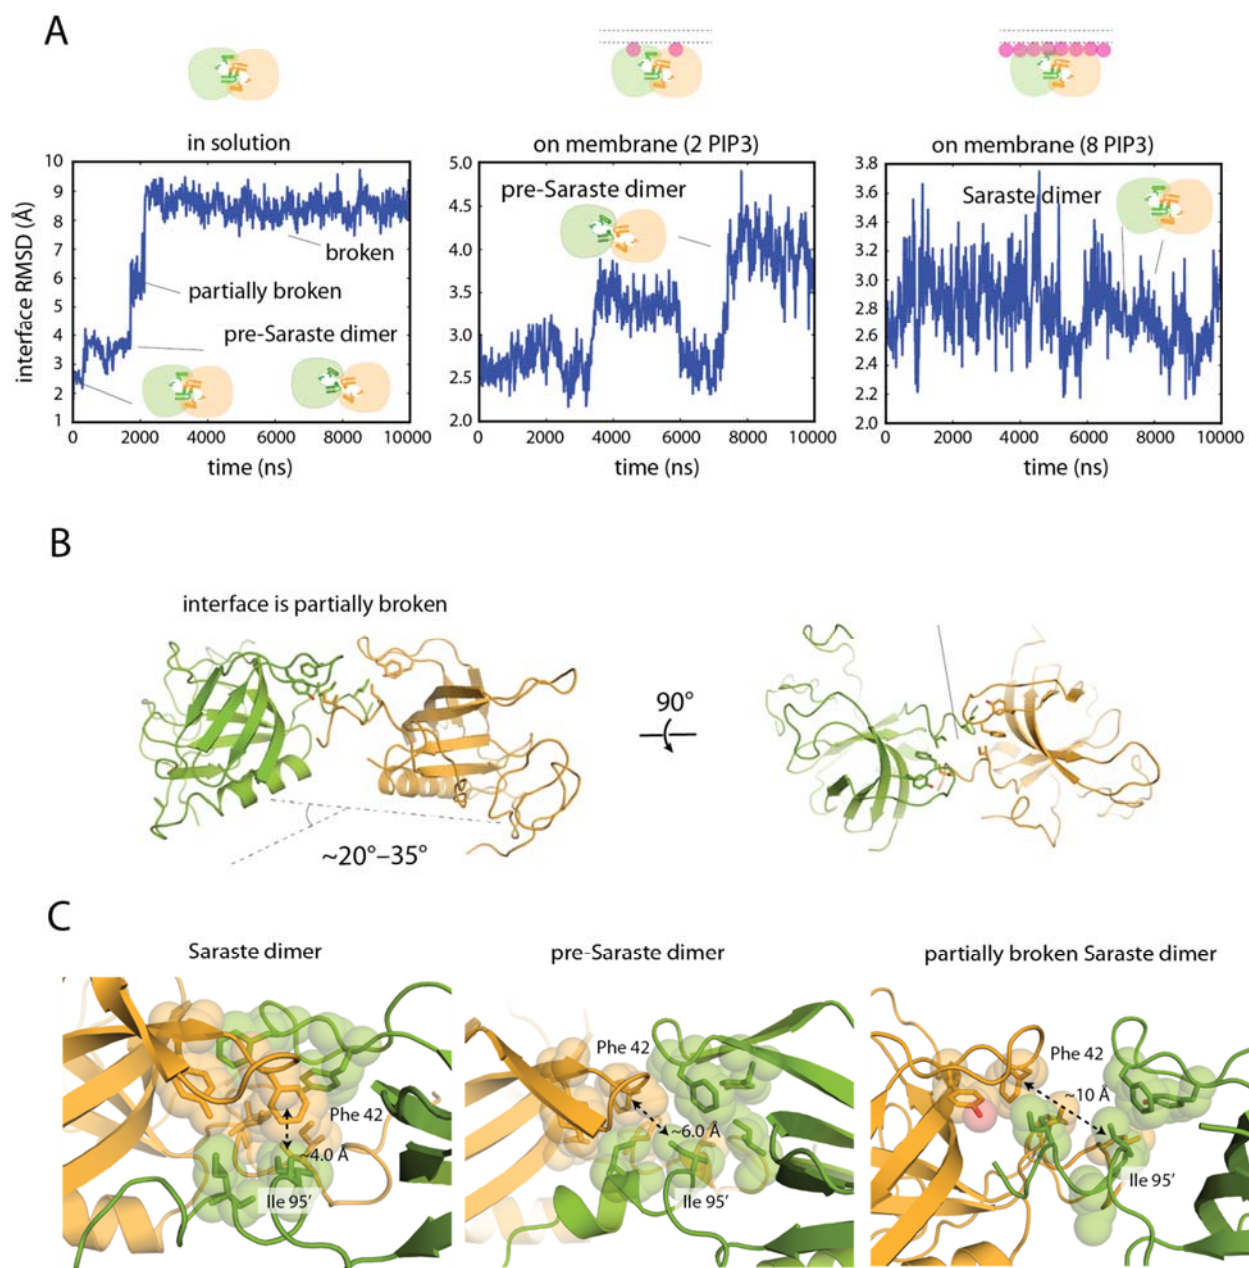 A
in solution
on membrane (2 PIP3)
on membrane (8 PIP3)
interface RMSD (Å)
10
9
8
7
6
5
4
3
2
1
broken
partially broken
pre-Saraste dimer
0 2000 4000 6000 8000 10000
time (ns)
5.0
4.5
4.0
3.5
3.0
2.5
2.0
pre-Saraste dimer
0 2000 4000 6000 8000 10000
time (ns)
3.8
3.6
3.4
3.2
3.0
2.8
2.6
2.4
2.2
2.0
Saraste dimer
0 2000 4000 6000 8000 10000
time (ns)
B
interface is partially broken
~20°–35°
90°
C
Saraste dimer
Phe 42
~4.0 Å
Ile 95′
pre-Saraste dimer
Phe 42
~6.0 Å
Ile 95′
partially broken Saraste dimer
Phe 42
~10 Å
Ile 95′